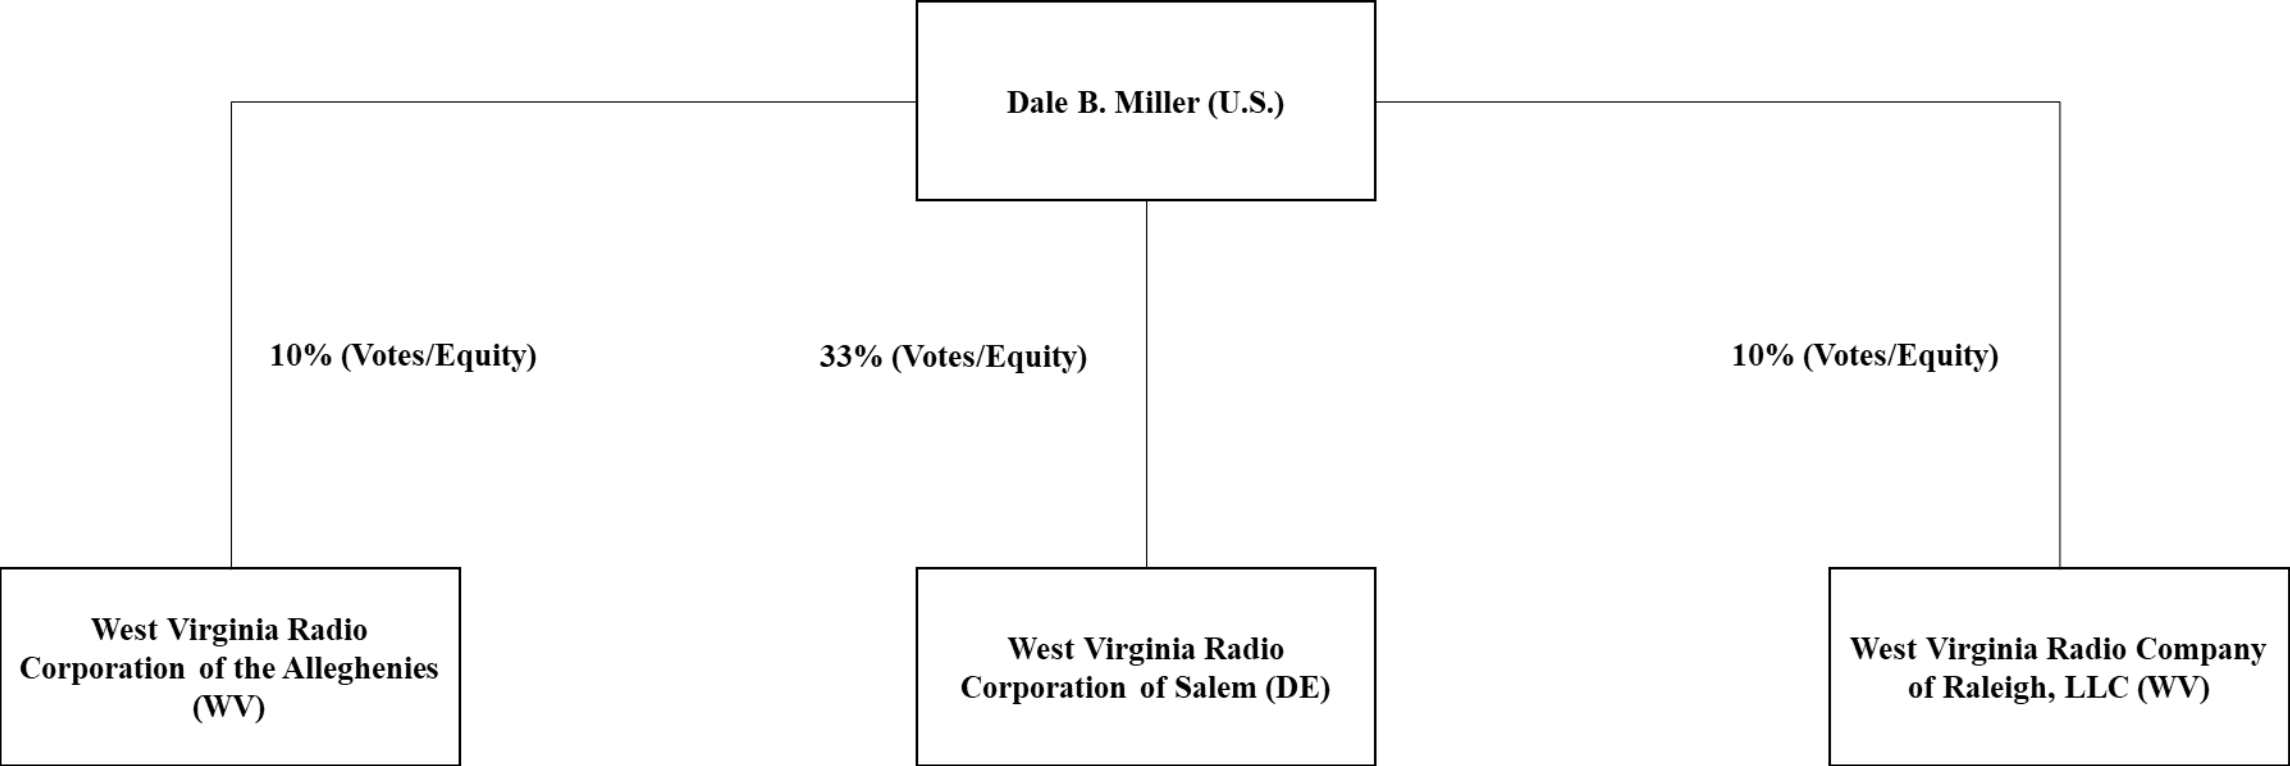 Dale B. Miller (U.S.)
10% (Votes/Equity)
33% (Votes/Equity)
10% (Votes/Equity)
West Virginia Radio
Corporation of the Alleghenies
(WV)
West Virginia Radio
Corporation of Salem (DE)
West Virginia Radio Company
of Raleigh, LLC (WV)